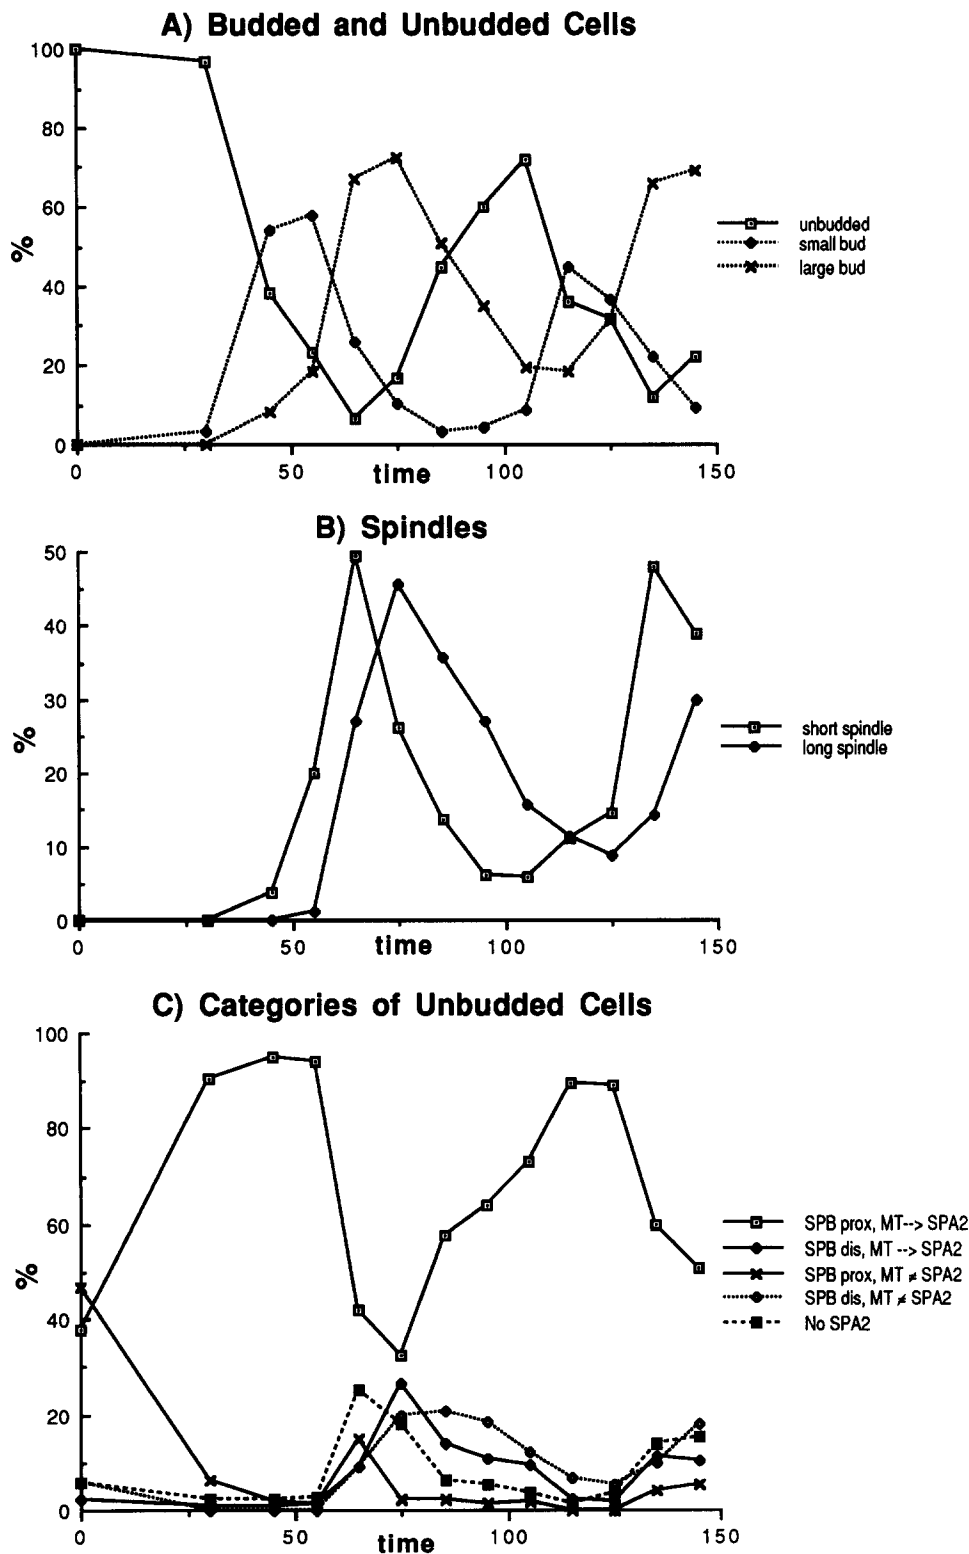 A) Budded and Unbudded Cells
100
80
60
40
20
0
%
0 50 100 150
time
unbudded
small bud
large bud
B) Spindles
50
40
30
20
10
0
%
0 50 100 150
time
short spindle
long spindle
C) Categories of Unbudded Cells
100
80
60
40
20
0
%
0 50 100 150
time
SPB prox, MT--> SPA2
SPB dis, MT --> SPA2
SPB prox, MT ≠ SPA2
SPB dis, MT ≠ SPA2
No SPA2